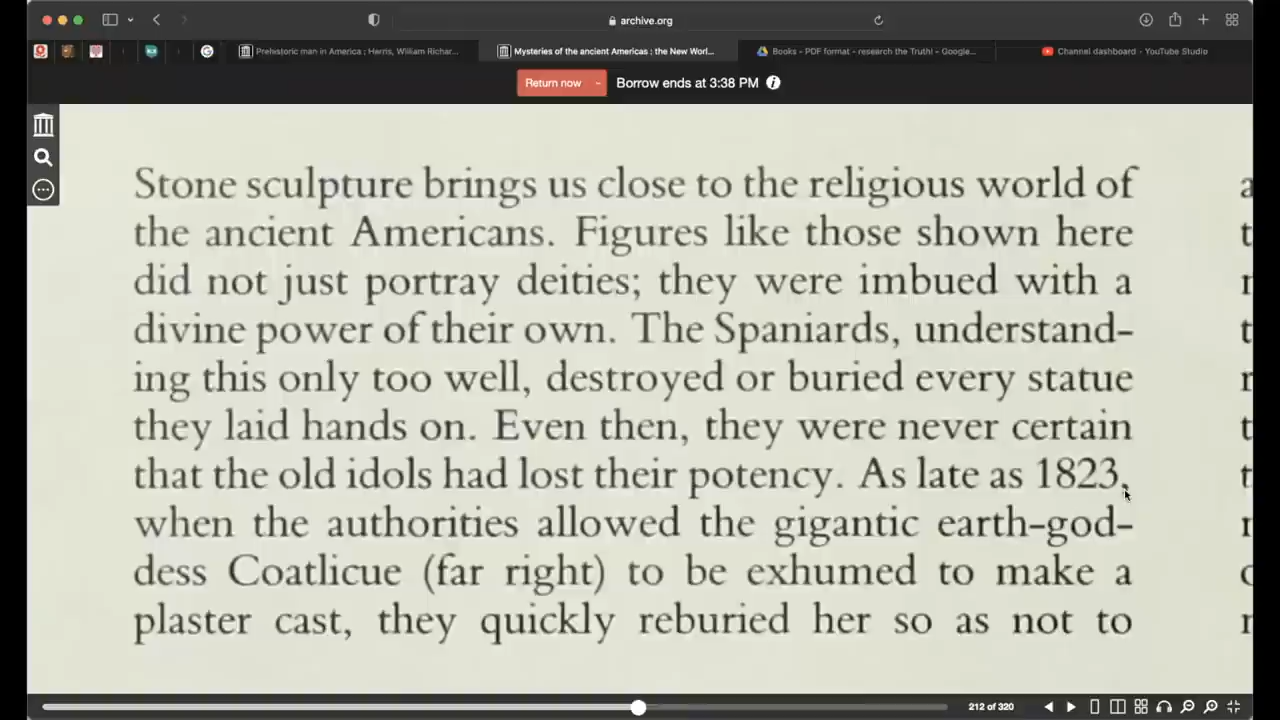 archive.org
Prehistoric man in America ; Harris, William Richar...
Mysteries of the ancient Americas : the New Worl...
Books - PDF format - research the Truth! - Google...
Channel dashboard - YouTube Studio
Return now
Borrow ends at 3:38 PM
Stone sculpture brings us close to the religious world of
the ancient Americans. Figures like those shown here
did not just portray deities; they were imbued with a
divine power of their own. The Spaniards, understand-
ing this only too well, destroyed or buried every statue
they laid hands on. Even then, they were never certain
that the old idols had lost their potency. As late as 1823,
when the authorities allowed the gigantic earth-god-
dess Coatlicue (far right) to be exhumed to make a
plaster cast, they quickly reburied her so as not to
212 of 320